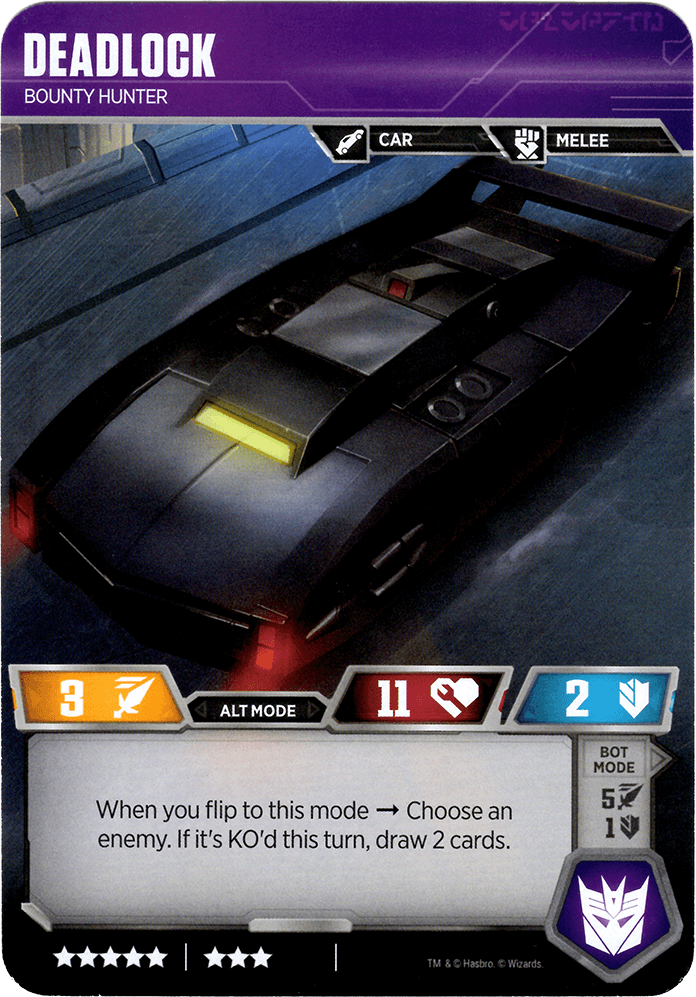 DEADLOCK
BOUNTY HUNTER
CAR MELEE
3 ALT MODE 11 2
When you flip to this mode → Choose an
enemy. If it's KO'd this turn, draw 2 cards.
BOT
MODE
5
1
TM & © Hasbro. © Wizards.